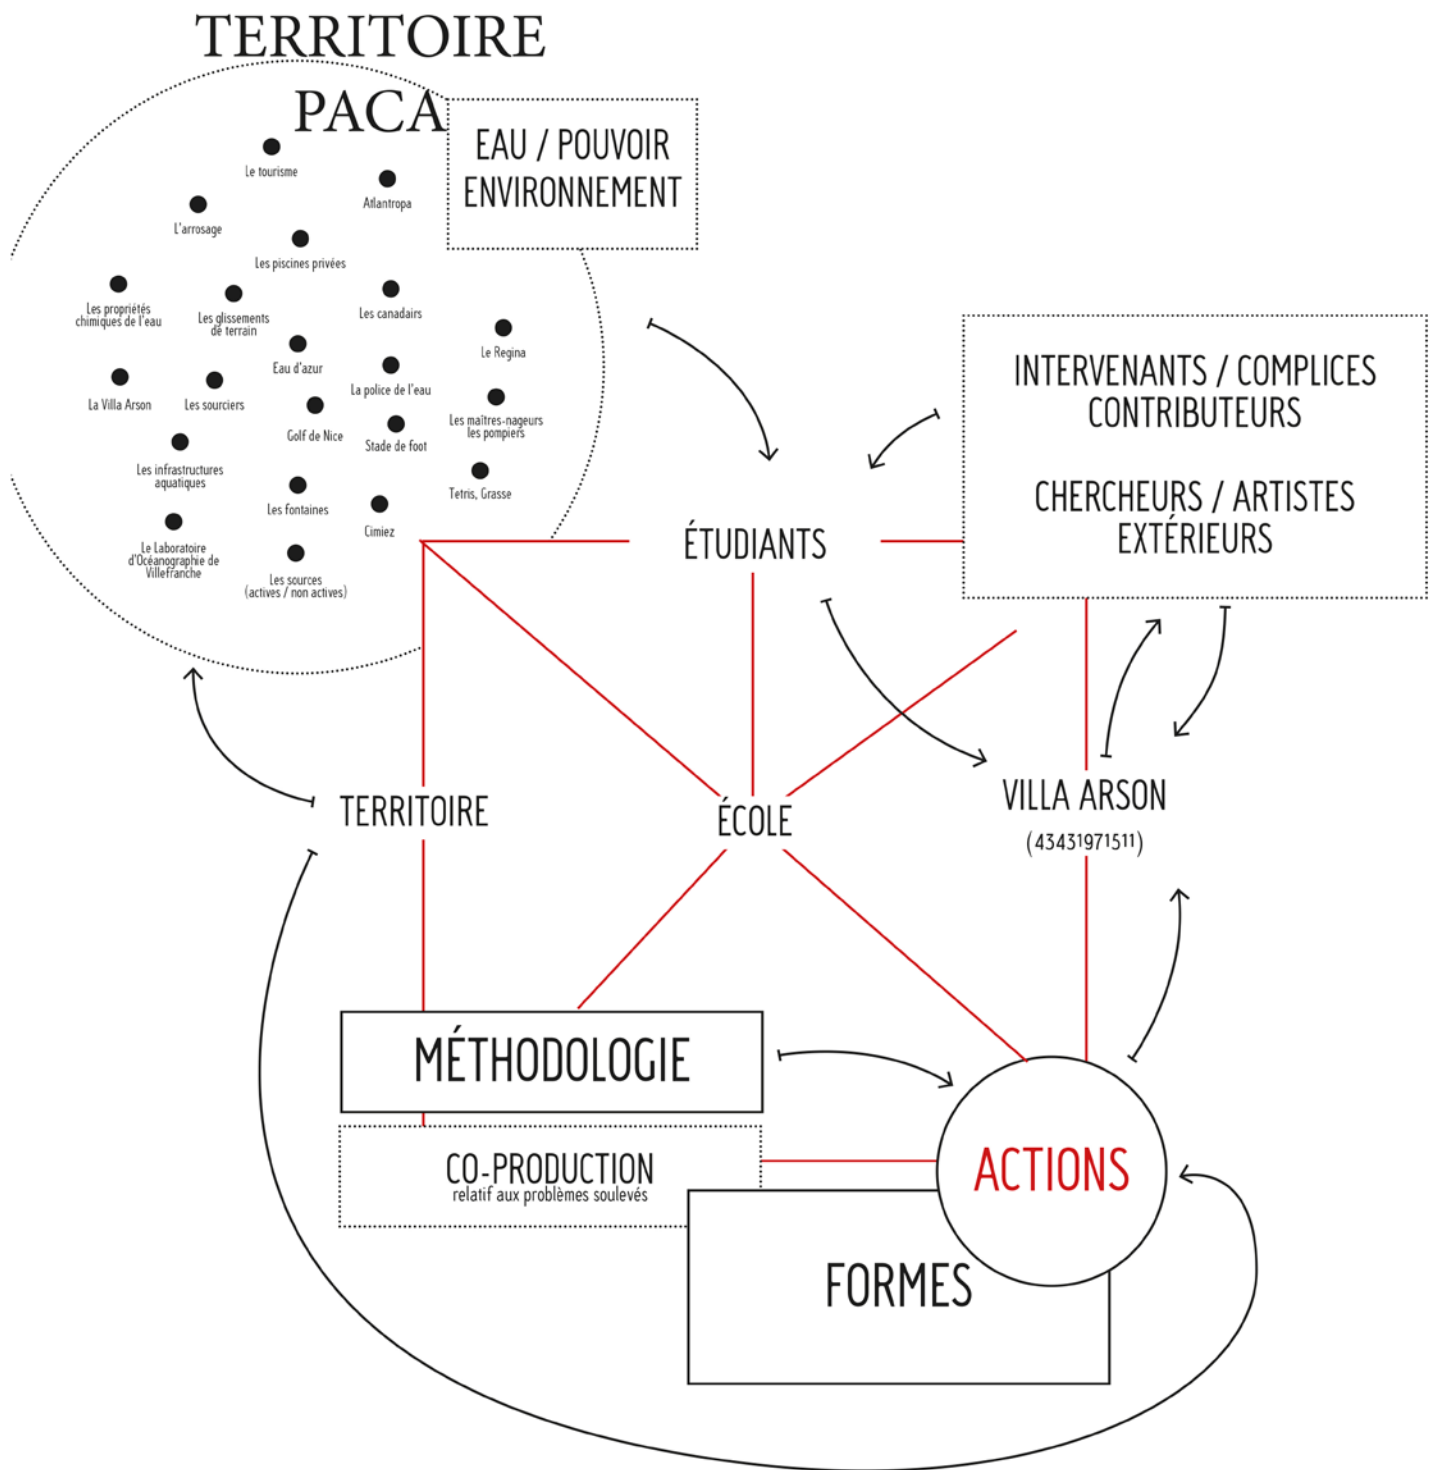 TERRITOIRE
PACA
EAU / POUVOIR
ENVIRONNEMENT
Le tourisme
Atlantropa
L'arrosage
Les piscines privées
Les propriétés
chimiques de l'eau
Les glissements
de terrain
Les canadairs
Le Regina
Eau d'azur
La police de l'eau
La Villa Arson
Les sourciers
Golf de Nice
Stade de foot
Les maîtres-nageurs
les pompiers
Les infrastructures
aquatiques
Les fontaines
Cimiez
Tetris, Grasse
Le Laboratoire
d'Océanographie de
Villefranche
Les sources
(actives / non actives)
INTERVENANTS / COMPLICES
CONTRIBUTEURS
CHERCHEURS / ARTISTES
EXTÉRIEURS
ÉTUDIANTS
TERRITOIRE
ÉCOLE
VILLA ARSON
(43431971511)
MÉTHODOLOGIE
CO-PRODUCTION
relatif aux problèmes soulevés
ACTIONS
FORMES